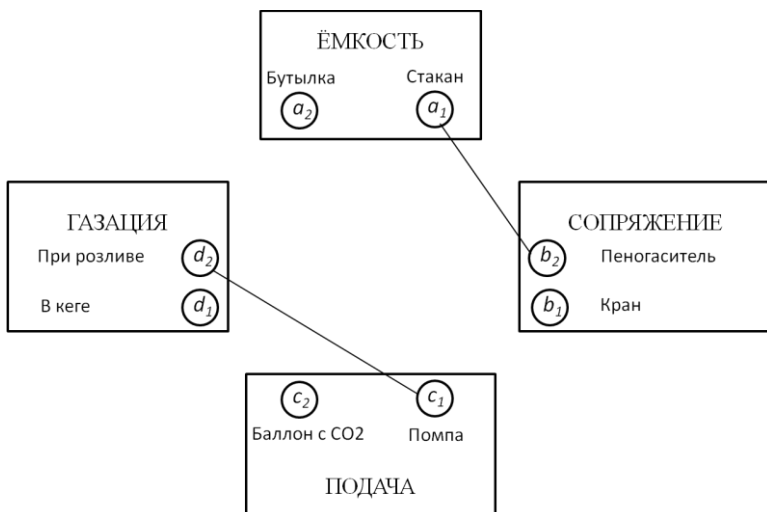 ЁМКОСТЬ
Бутылка Стакан
a2 a1
ГАЗАЦИЯ
При розливе d2
В кеге d1
СОПРЯЖЕНИЕ
b2 Пеногаситель
b1 Кран
c2 c1
Баллон с СО2 Помпа
ПОДАЧА